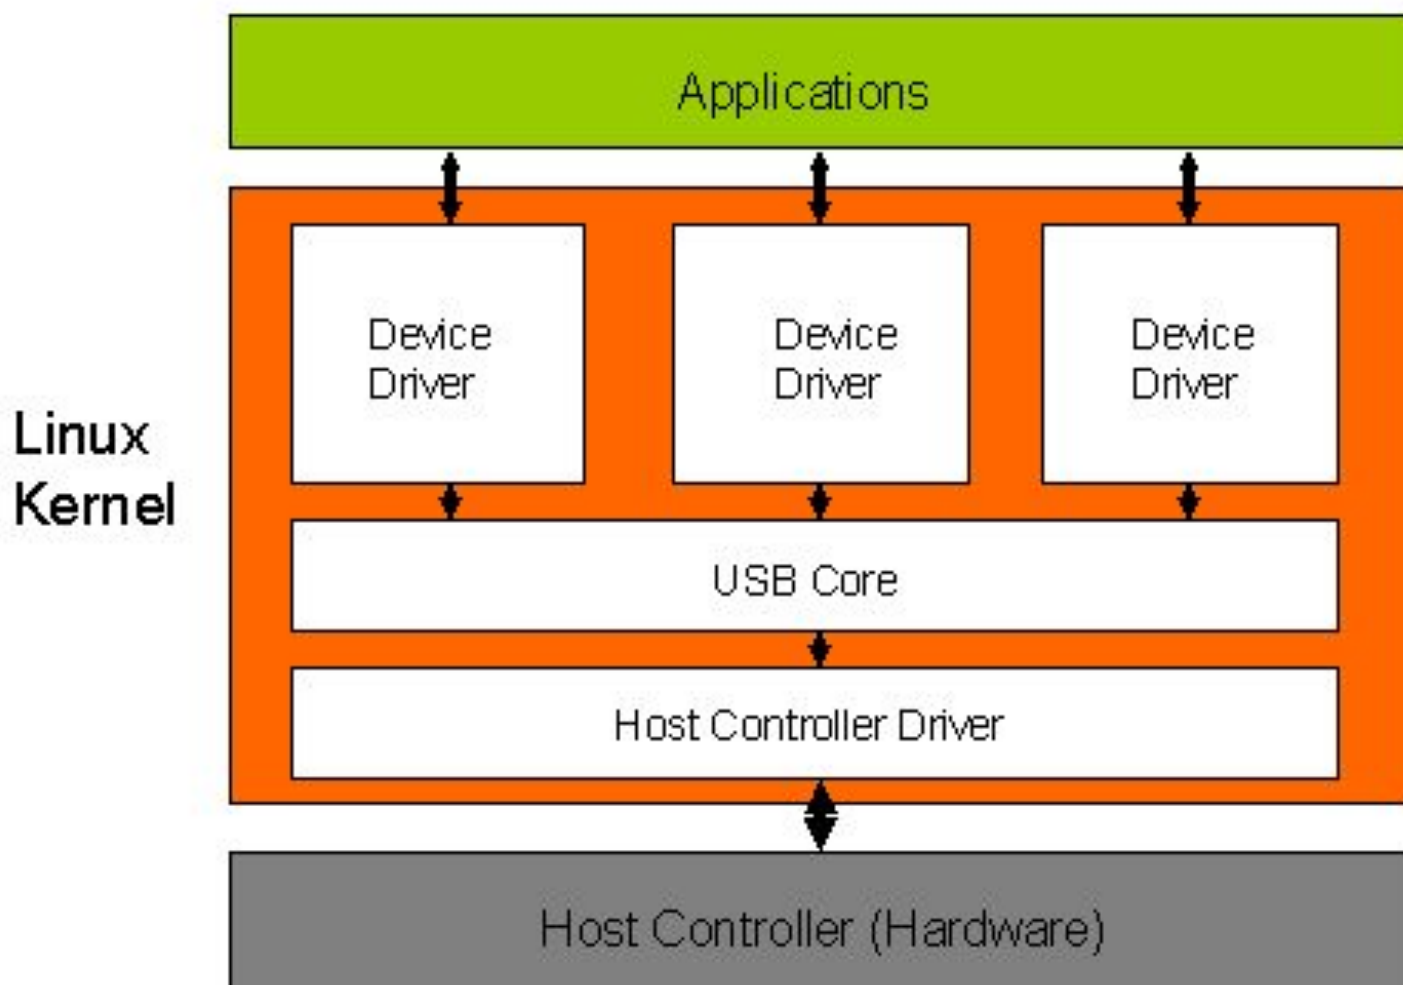 Applications
Device
Driver
Device
Driver
Device
Driver
Linux
Kernel
USB Core
Host Controller Driver
Host Controller (Hardware)